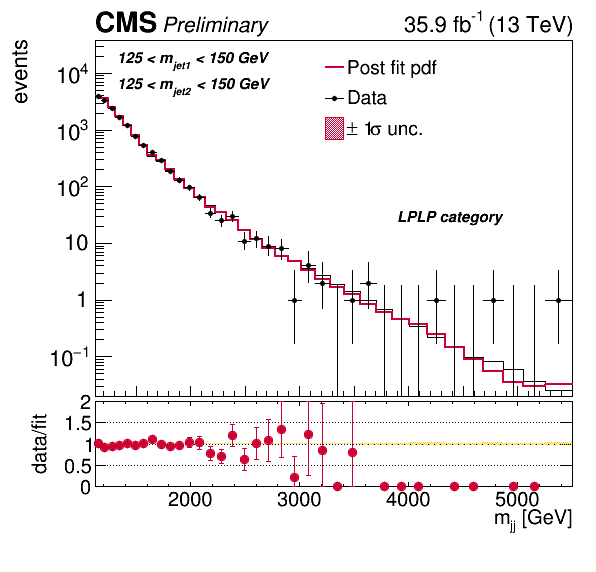 CMS Preliminary 35.9 fb⁻¹ (13 TeV)
125 < m_jet1 < 150 GeV
125 < m_jet2 < 150 GeV
Post fit pdf
Data
± 1σ unc.
LPLP category
events
10⁴
10³
10²
10
1
10⁻¹
data/fit
2
1.5
1
0.5
0
2000 3000 4000 5000
m_jj [GeV]